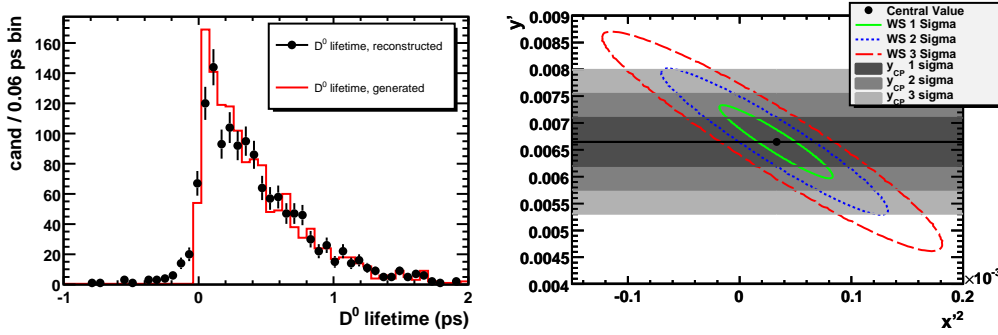 cand / 0.06 ps bin
160
140
120
100
80
60
40
20
0
-1 0 1 2
D⁰ lifetime (ps)
D⁰ lifetime, reconstructed
D⁰ lifetime, generated
y'
0.009
0.0085
0.008
0.0075
0.007
0.0065
0.006
0.0055
0.005
0.0045
0.004
-0.1 0 0.1 0.2
×10⁻³
x'²
Central Value
WS 1 Sigma
WS 2 Sigma
WS 3 Sigma
y_CP 1 sigma
y_CP 2 sigma
y_CP 3 sigma